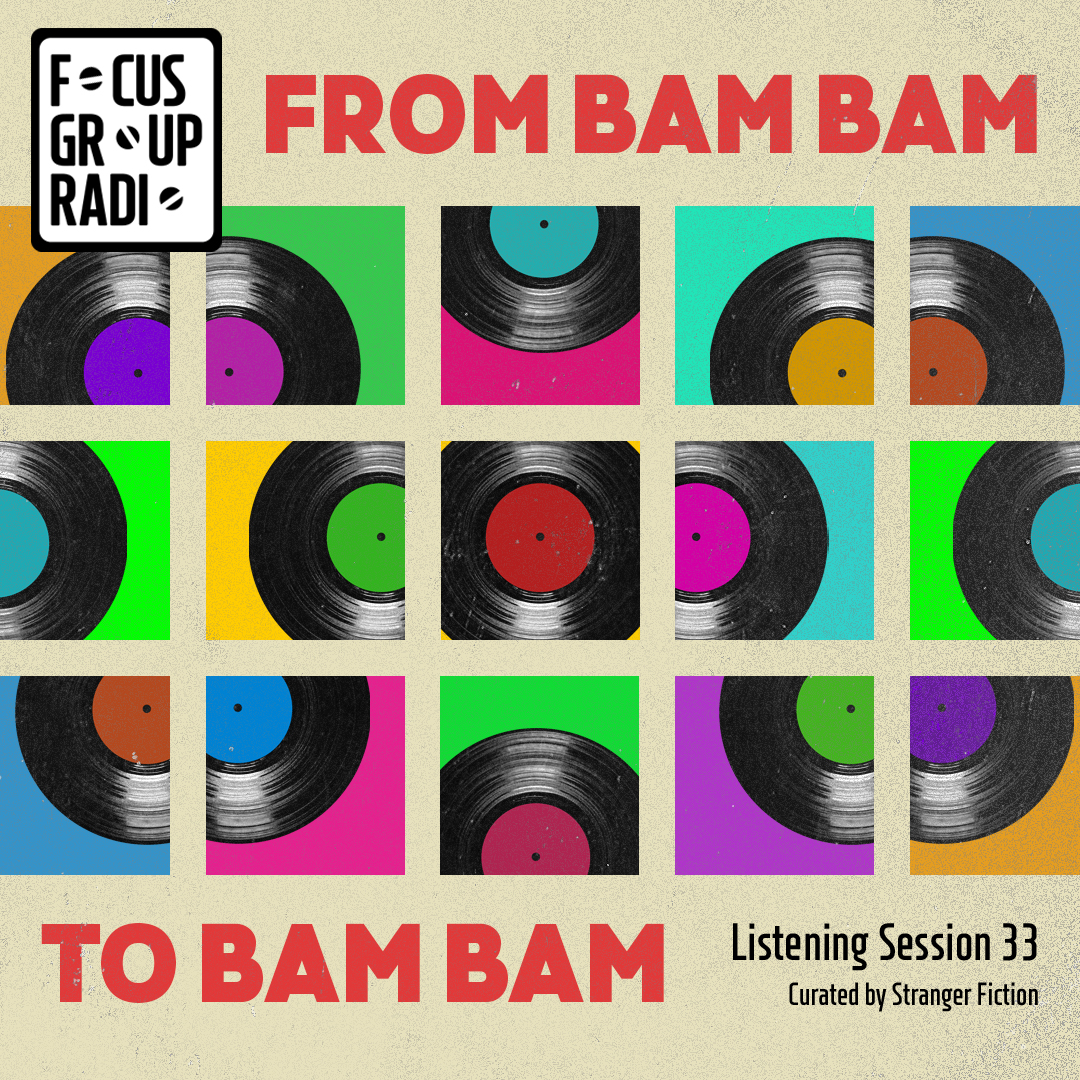 FOCUS
GROUP
RADIO
FROM BAM BAM
TO BAM BAM
Listening Session 33
Curated by Stranger Fiction